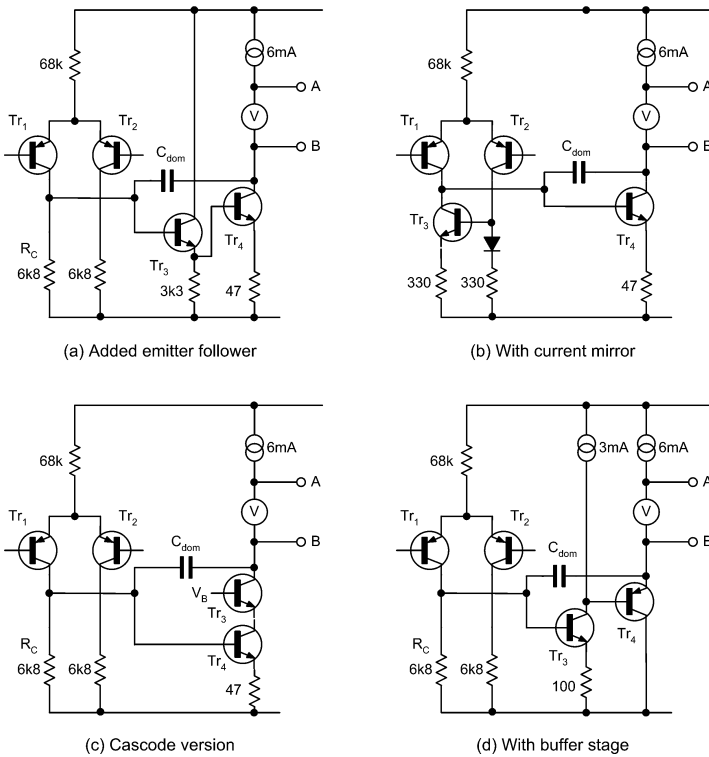 6mA
68k
A
V
Tr1
Tr2
B
Cdom
Tr3
Tr4
RC
6k8
6k8
3k3
47
(a) Added emitter follower
6mA
68k
A
V
Tr1
Tr2
B
Cdom
Tr3
Tr4
330
330
47
(b) With current mirror
6mA
68k
A
V
Tr1
Tr2
B
Cdom
VB
Tr3
Tr4
RC
6k8
6k8
47
(c) Cascode version
3mA
6mA
68k
A
V
Tr1
Tr2
B
Cdom
Tr3
Tr4
RC
6k8
6k8
100
(d) With buffer stage